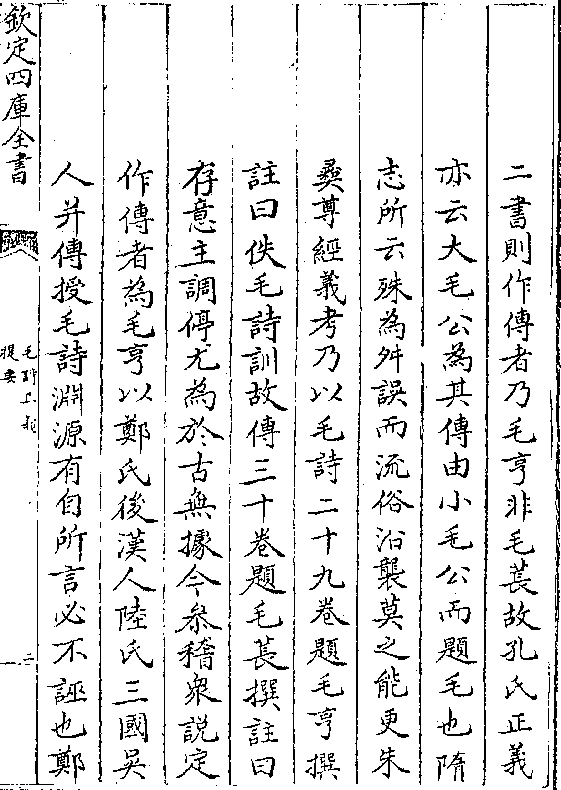 二書則作傳者乃毛亨非毛萇故孔氏正義
亦云大毛公為其傳由小毛公而題毛也隋
志所云殊為舛誤而流俗沿襲莫之能更朱
彝尊經義考乃以毛詩二十九卷題毛亨撰
註曰佚毛詩訓故傳三十卷題毛萇撰註曰
存意主調停尤為於古無據今參稽衆說定
作傳者為毛亨以鄭氏後漢人陸氏三國吳
人并傳授毛詩淵源有自所言必不誣也鄭
欽定四庫全書
毛詩
提要
二